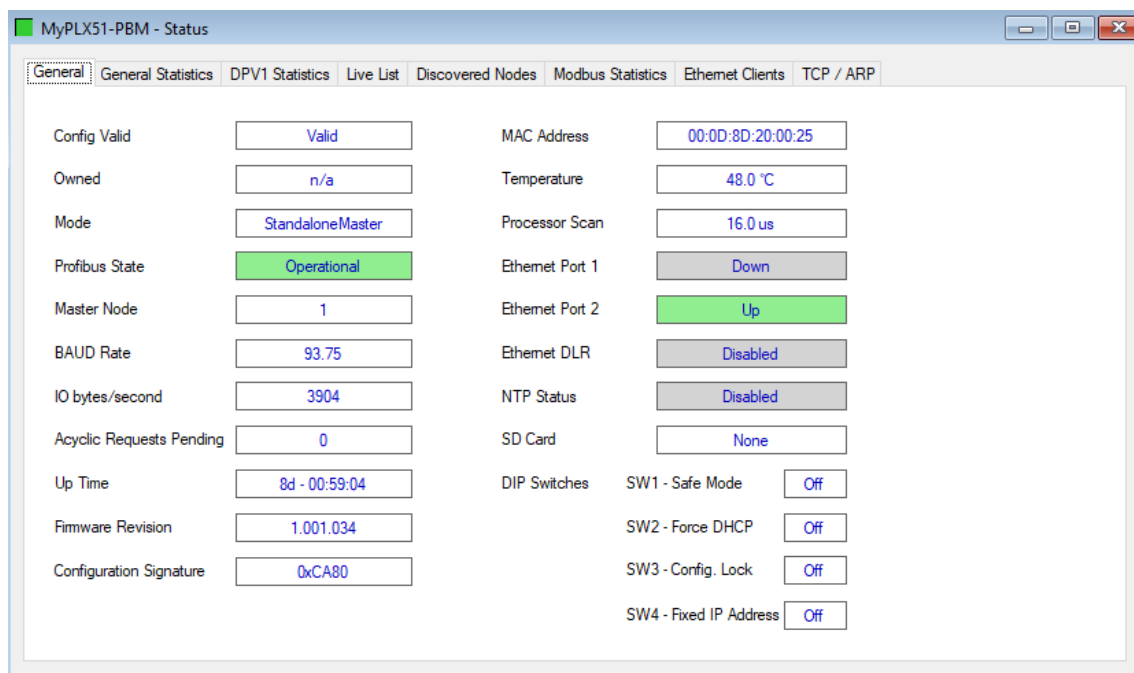 MyPLX51-PBM - Status
General General Statistics DPV1 Statistics Live List Discovered Nodes Modbus Statistics Ethernet Clients TCP / ARP
Config Valid Valid MAC Address 00:0D:8D:20:00:25
Owned n/a Temperature 48.0 °C
Mode StandaloneMaster Processor Scan 16.0 us
Profibus State Operational Ethernet Port 1 Down
Master Node 1 Ethernet Port 2 Up
BAUD Rate 93.75 Ethernet DLR Disabled
IO bytes/second 3904 NTP Status Disabled
Acyclic Requests Pending 0 SD Card None
Up Time 8d - 00:59:04 DIP Switches SW1 - Safe Mode Off
Firmware Revision 1.001.034 SW2 - Force DHCP Off
Configuration Signature 0xCA80 SW3 - Config. Lock Off
SW4 - Fixed IP Address Off